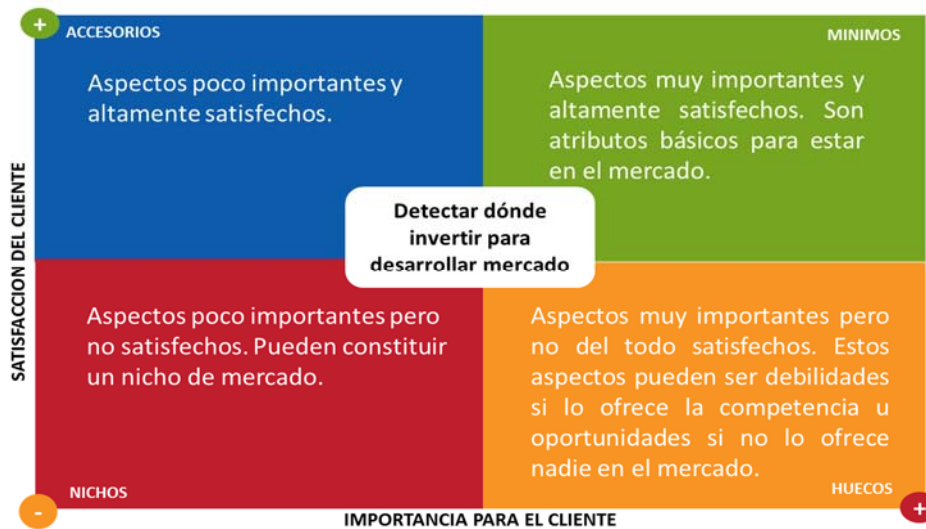 +
ACCESORIOS
Aspectos poco importantes y
altamente satisfechos.
MINIMOS
Aspectos muy importantes y
altamente satisfechos. Son
atributos básicos para estar
en el mercado.
SATISFACCION DEL CLIENTE
Detectar dónde
invertir para
desarrollar mercado
Aspectos poco importantes pero
no satisfechos. Pueden constituir
un nicho de mercado.
NICHOS
Aspectos muy importantes pero
no del todo satisfechos. Estos
aspectos pueden ser debilidades
si lo ofrece la competencia u
oportunidades si no lo ofrece
nadie en el mercado.
HUECOS
-
+
IMPORTANCIA PARA EL CLIENTE